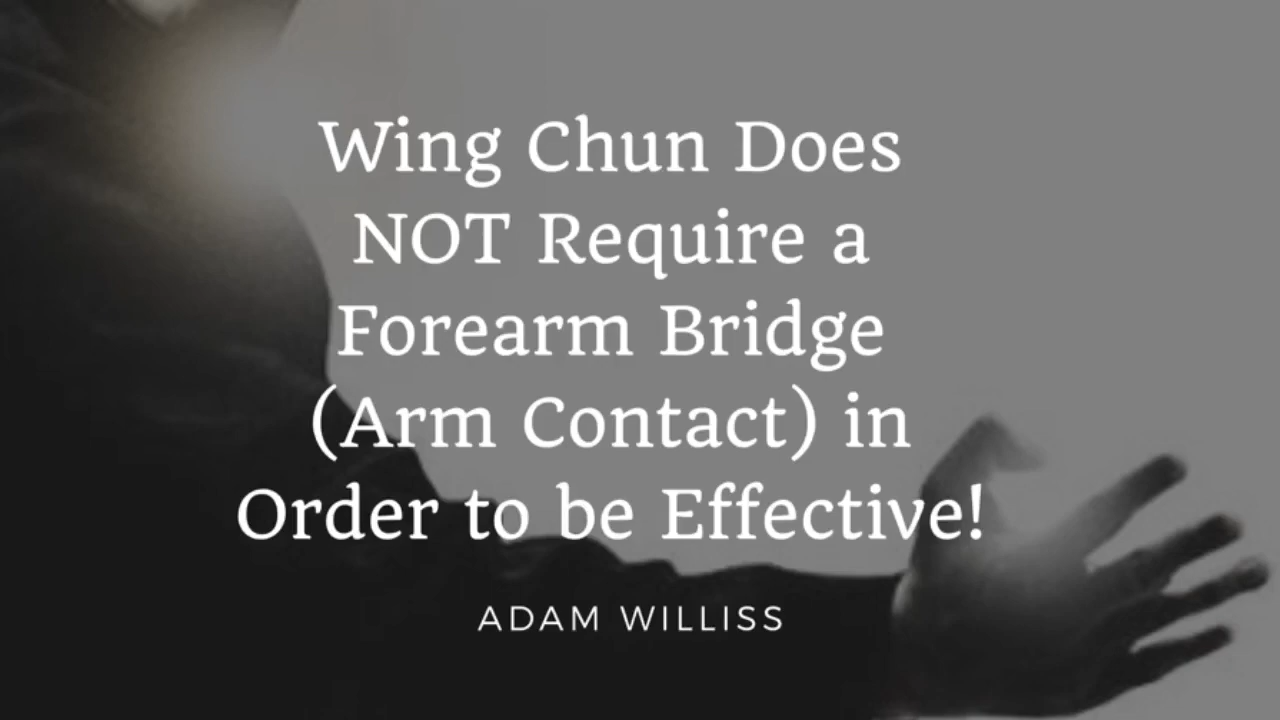 Wing Chun Does
NOT Require a
Forearm Bridge
(Arm Contact) in
Order to be Effective!
ADAM WILLISS